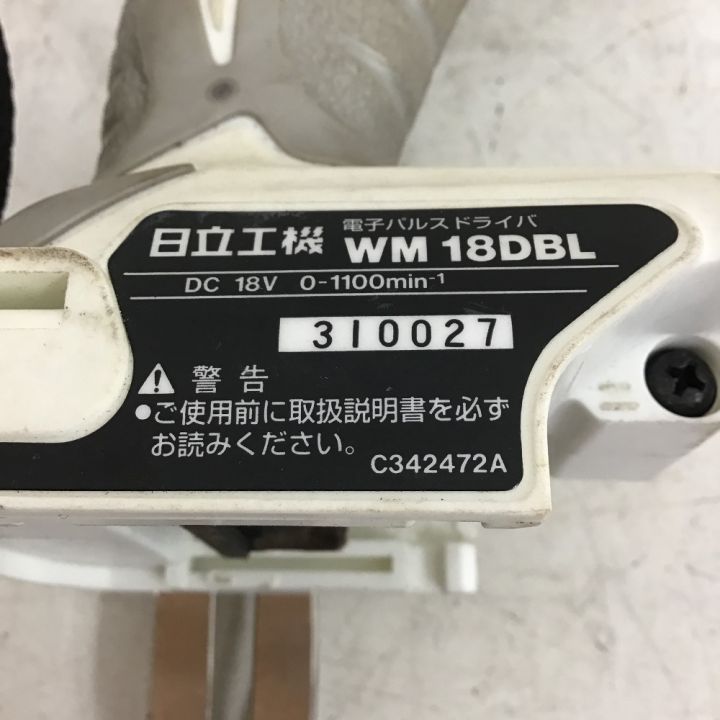 電子パルスドライバ
日立工機 WM 18DBL
DC 18V 0-1100min⁻¹
310027
⚠ 警告
●ご使用前に取扱説明書を必ず
お読みください。
C342472A